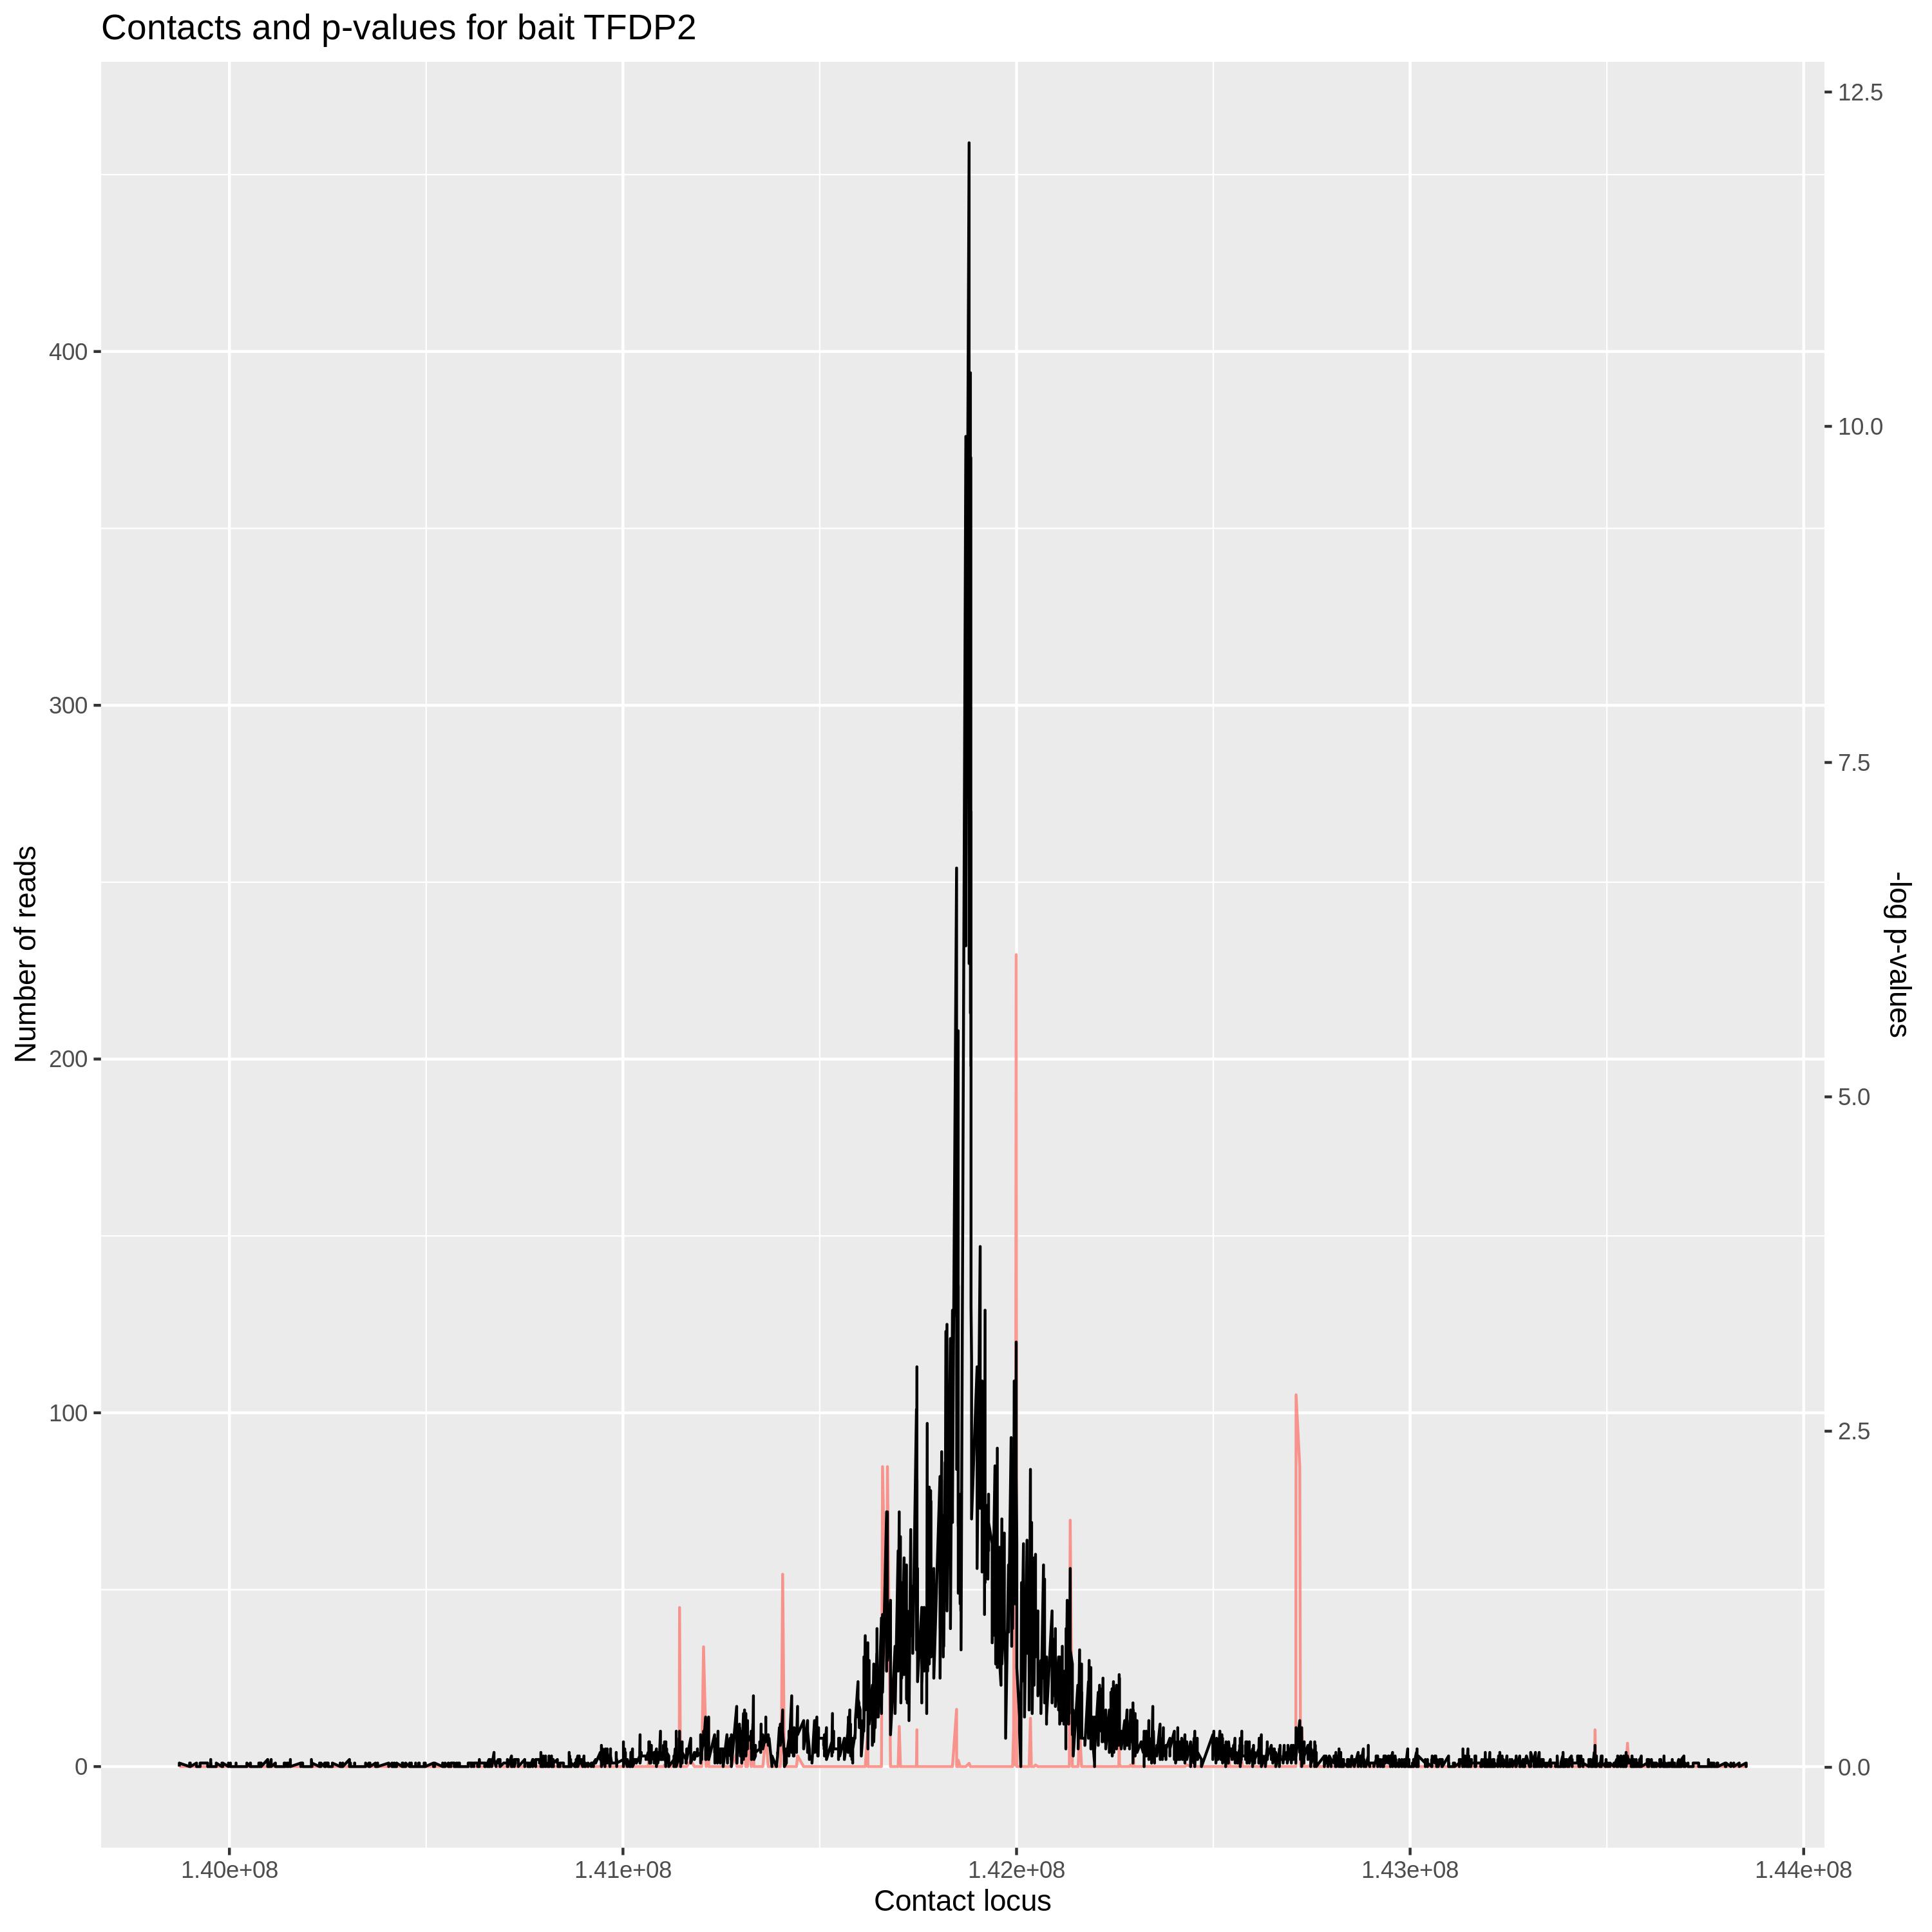 Contacts and p-values for bait TFDP2
12.5
10.0
7.5
5.0
2.5
0.0
400
300
200
100
0
Number of reads
-log p-values
1.40e+08
1.41e+08
1.42e+08
1.43e+08
1.44e+08
Contact locus